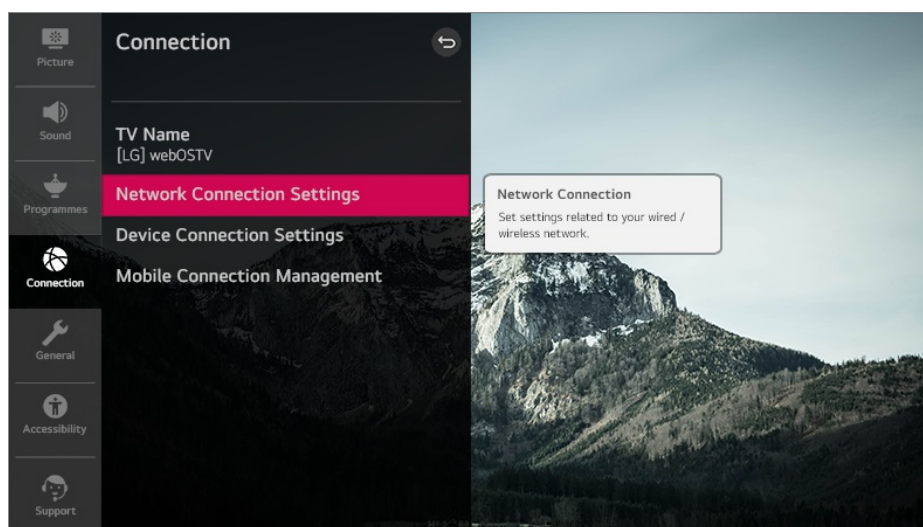 Picture
Sound
Programmes
Connection
General
Accessibility
Support
Connection
TV Name
[LG] webOSTV
Network Connection Settings
Device Connection Settings
Mobile Connection Management
Network Connection
Set settings related to your wired /
wireless network.